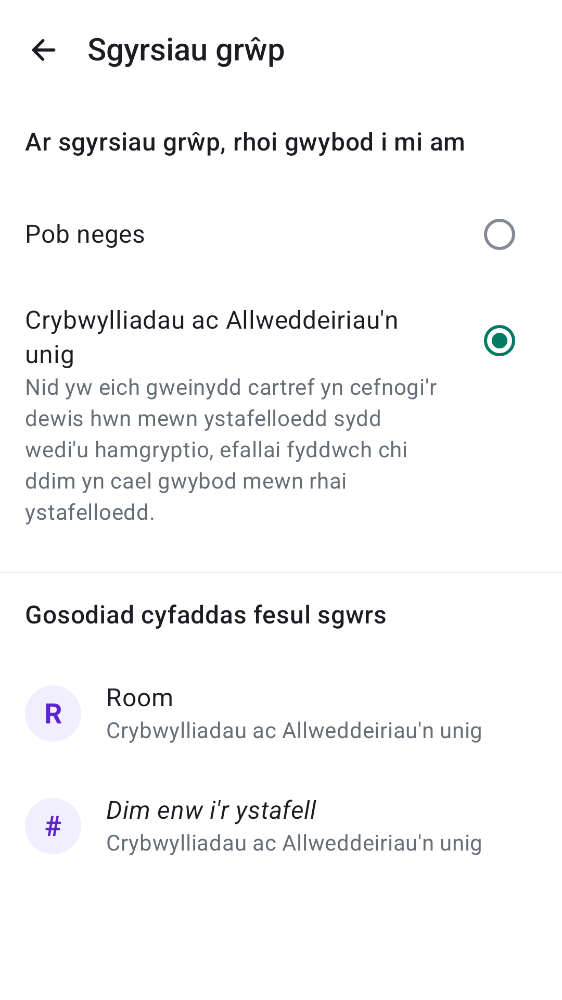 Sgyrsiau grŵp
Ar sgyrsiau grŵp, rhoi gwybod i mi am
Pob neges
Crybwylliadau ac Allweddeiriau'n
unig
Nid yw eich gweinydd cartref yn cefnogi'r
dewis hwn mewn ystafelloedd sydd
wedi'u hamgryptio, efallai fyddwch chi
ddim yn cael gwybod mewn rhai
ystafelloedd.
Gosodiad cyfaddas fesul sgwrs
R
Room
Crybwylliadau ac Allweddeiriau'n unig
#
Dim enw i'r ystafell
Crybwylliadau ac Allweddeiriau'n unig